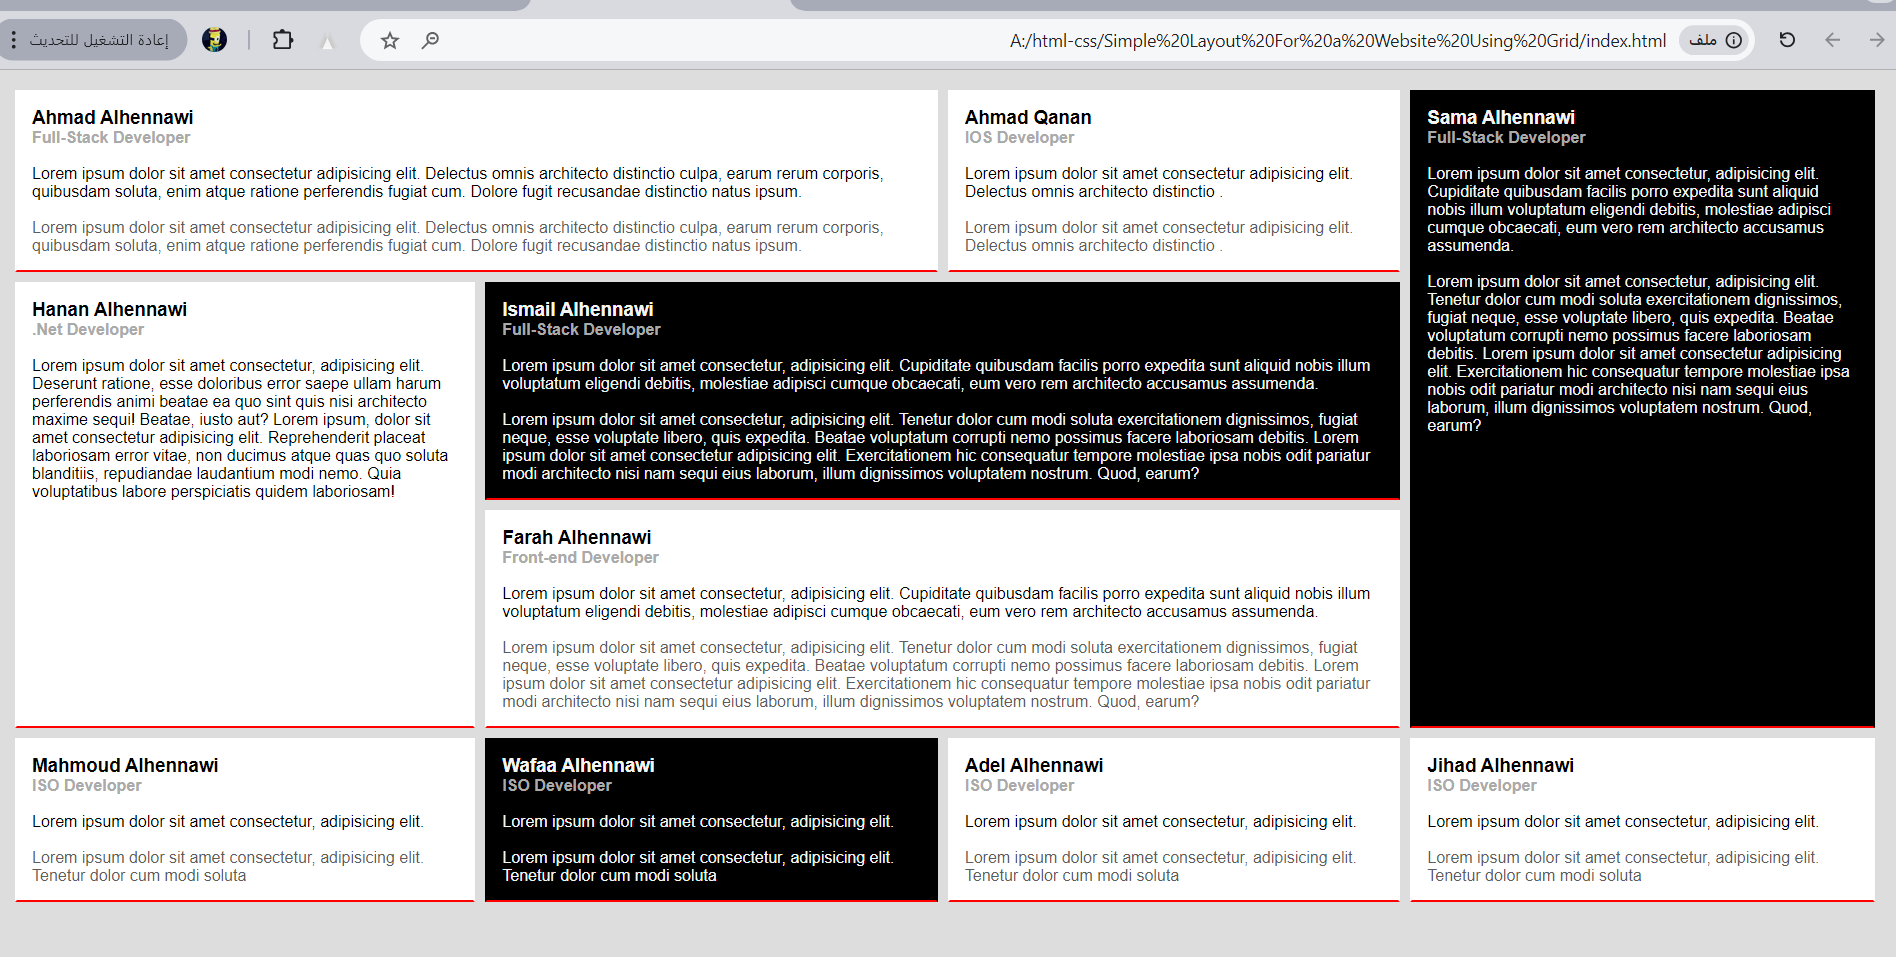 إعادة التشغيل للتحديث
A:/html-css/Simple%20Layout%20For%20a%20Website%20Using%20Grid/index.html
ملف
Ahmad Alhennawi
Full-Stack Developer
Lorem ipsum dolor sit amet consectetur adipisicing elit. Delectus omnis architecto distinctio culpa, earum rerum corporis,
quibusdam soluta, enim atque ratione perferendis fugiat cum. Dolore fugit recusandae distinctio natus ipsum.
Lorem ipsum dolor sit amet consectetur adipisicing elit. Delectus omnis architecto distinctio culpa, earum rerum corporis,
quibusdam soluta, enim atque ratione perferendis fugiat cum. Dolore fugit recusandae distinctio natus ipsum.
Ahmad Qanan
IOS Developer
Lorem ipsum dolor sit amet consectetur adipisicing elit.
Delectus omnis architecto distinctio .
Lorem ipsum dolor sit amet consectetur adipisicing elit.
Delectus omnis architecto distinctio .
Sama Alhennawi
Full-Stack Developer
Lorem ipsum dolor sit amet consectetur, adipisicing elit.
Cupiditate quibusdam facilis porro expedita sunt aliquid
nobis illum voluptatum eligendi debitis, molestiae adipisci
cumque obcaecati, eum vero rem architecto accusamus
assumenda.
Lorem ipsum dolor sit amet consectetur, adipisicing elit.
Tenetur dolor cum modi soluta exercitationem dignissimos,
fugiat neque, esse voluptate libero, quis expedita. Beatae
voluptatum corrupti nemo possimus facere laboriosam
debitis. Lorem ipsum dolor sit amet consectetur adipisicing
elit. Exercitationem hic consequatur tempore molestiae ipsa
nobis odit pariatur modi architecto nisi nam sequi eius
laborum, illum dignissimos voluptatem nostrum. Quod,
earum?
Hanan Alhennawi
.Net Developer
Lorem ipsum dolor sit amet consectetur, adipisicing elit.
Deserunt ratione, esse doloribus error saepe ullam harum
perferendis animi beatae ea quo sint quis nisi architecto
maxime sequi! Beatae, iusto aut? Lorem ipsum, dolor sit
amet consectetur adipisicing elit. Reprehenderit placeat
laboriosam error vitae, non ducimus atque quas quo soluta
blanditiis, repudiandae laudantium modi nemo. Quia
voluptatibus labore perspiciatis quidem laboriosam!
Ismail Alhennawi
Full-Stack Developer
Lorem ipsum dolor sit amet consectetur, adipisicing elit. Cupiditate quibusdam facilis porro expedita sunt aliquid nobis illum
voluptatum eligendi debitis, molestiae adipisci cumque obcaecati, eum vero rem architecto accusamus assumenda.
Lorem ipsum dolor sit amet consectetur, adipisicing elit. Tenetur dolor cum modi soluta exercitationem dignissimos, fugiat
neque, esse voluptate libero, quis expedita. Beatae voluptatum corrupti nemo possimus facere laboriosam debitis. Lorem
ipsum dolor sit amet consectetur adipisicing elit. Exercitationem hic consequatur tempore molestiae ipsa nobis odit pariatur
modi architecto nisi nam sequi eius laborum, illum dignissimos voluptatem nostrum. Quod, earum?
Farah Alhennawi
Front-end Developer
Lorem ipsum dolor sit amet consectetur, adipisicing elit. Cupiditate quibusdam facilis porro expedita sunt aliquid nobis illum
voluptatum eligendi debitis, molestiae adipisci cumque obcaecati, eum vero rem architecto accusamus assumenda.
Lorem ipsum dolor sit amet consectetur, adipisicing elit. Tenetur dolor cum modi soluta exercitationem dignissimos, fugiat
neque, esse voluptate libero, quis expedita. Beatae voluptatum corrupti nemo possimus facere laboriosam debitis. Lorem
ipsum dolor sit amet consectetur adipisicing elit. Exercitationem hic consequatur tempore molestiae ipsa nobis odit pariatur
modi architecto nisi nam sequi eius laborum, illum dignissimos voluptatem nostrum. Quod, earum?
Mahmoud Alhennawi
ISO Developer
Lorem ipsum dolor sit amet consectetur, adipisicing elit.
Lorem ipsum dolor sit amet consectetur, adipisicing elit.
Tenetur dolor cum modi soluta
Wafaa Alhennawi
ISO Developer
Lorem ipsum dolor sit amet consectetur, adipisicing elit.
Lorem ipsum dolor sit amet consectetur, adipisicing elit.
Tenetur dolor cum modi soluta
Adel Alhennawi
ISO Developer
Lorem ipsum dolor sit amet consectetur, adipisicing elit.
Lorem ipsum dolor sit amet consectetur, adipisicing elit.
Tenetur dolor cum modi soluta
Jihad Alhennawi
ISO Developer
Lorem ipsum dolor sit amet consectetur, adipisicing elit.
Lorem ipsum dolor sit amet consectetur, adipisicing elit.
Tenetur dolor cum modi soluta